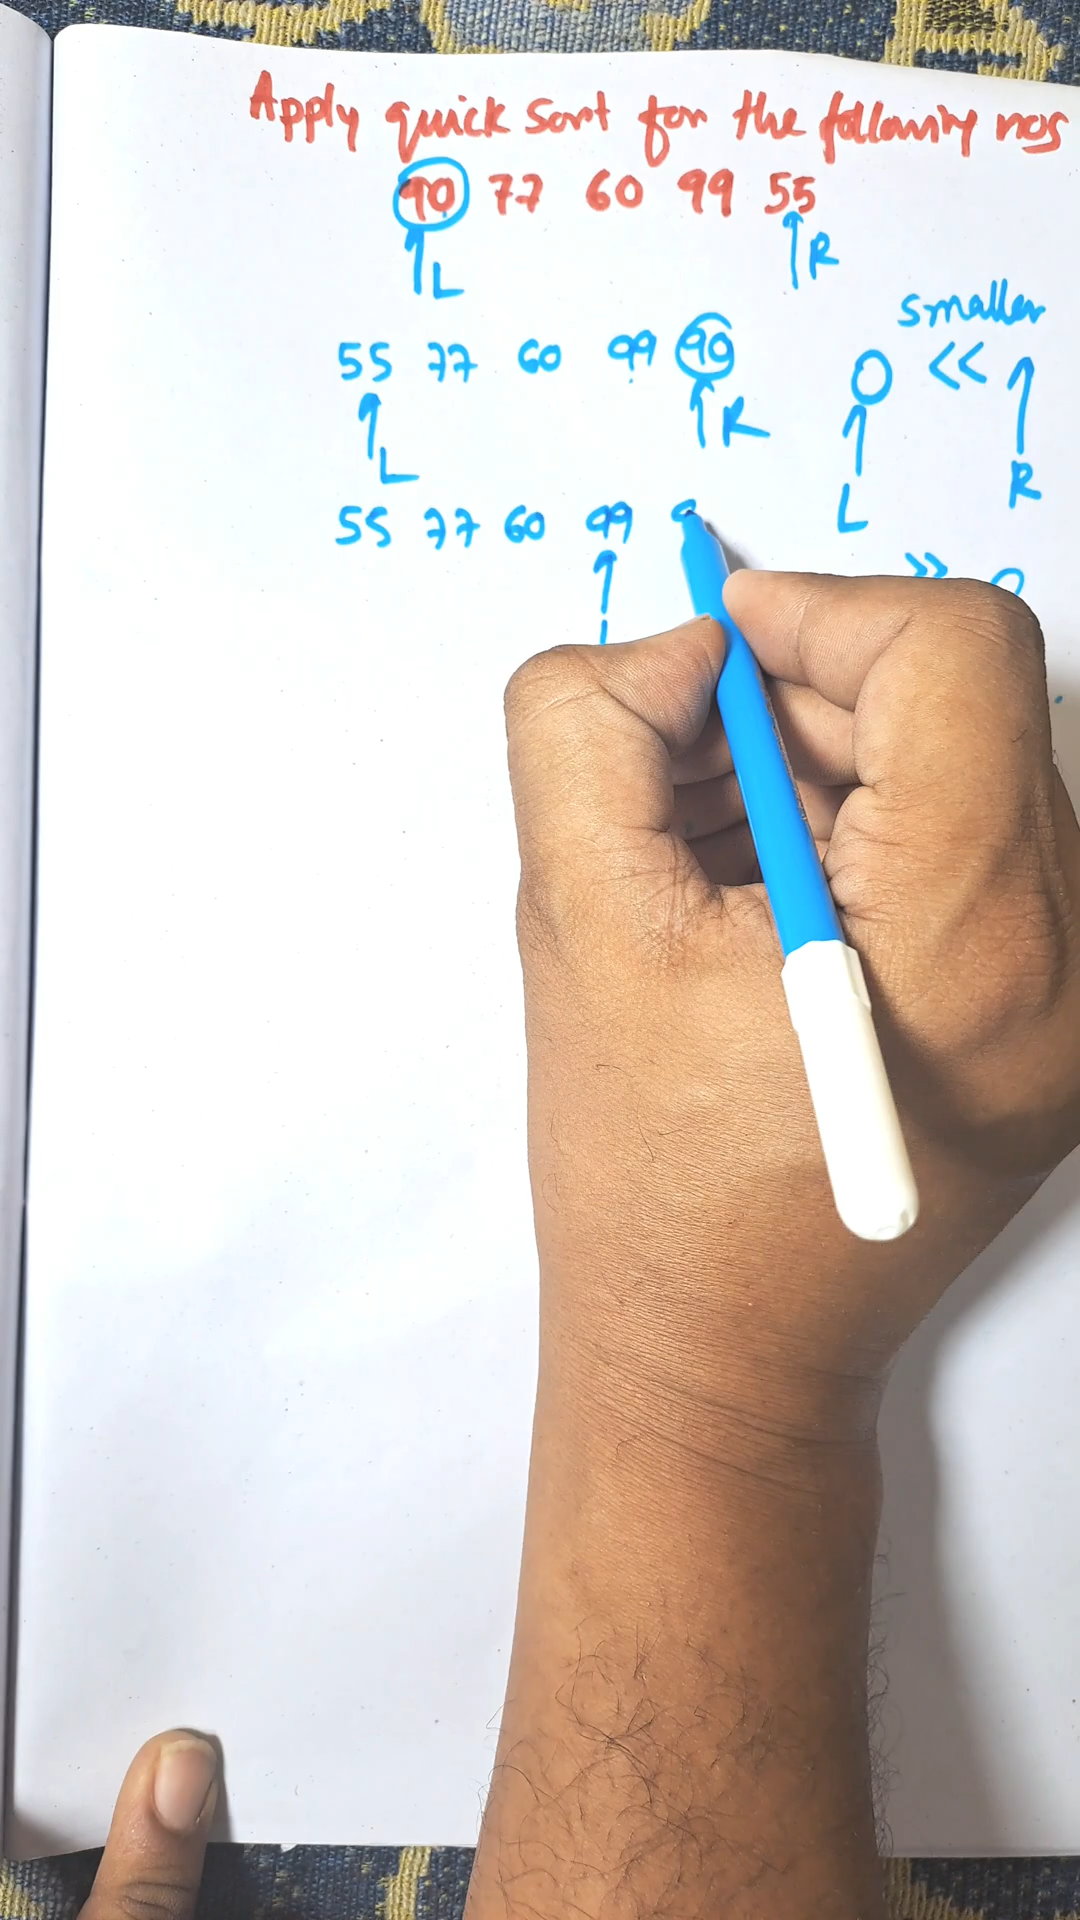 Apply quick sort for the following nos
90 77 60 99 55
L R
smaller
55 77 60 99 90
O <<
L R
L R
55 77 60 99 9
>>